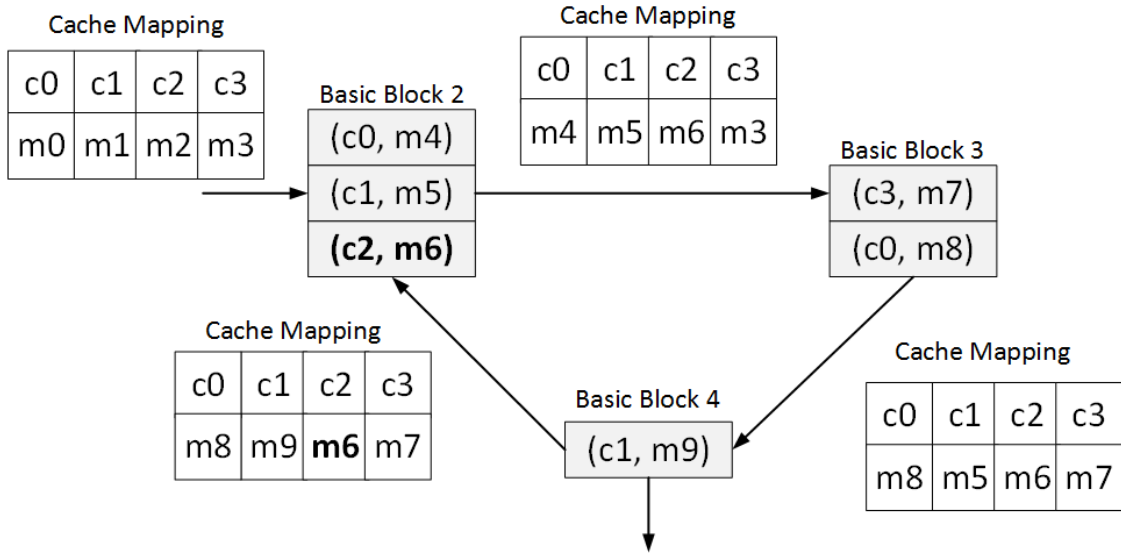 Cache Mapping
c0 c1 c2 c3
m0 m1 m2 m3
Basic Block 2
(c0, m4)
(c1, m5)
(c2, m6)
Cache Mapping
c0 c1 c2 c3
m4 m5 m6 m3
Basic Block 3
(c3, m7)
(c0, m8)
Cache Mapping
c0 c1 c2 c3
m8 m9 m6 m7
Basic Block 4
(c1, m9)
Cache Mapping
c0 c1 c2 c3
m8 m5 m6 m7